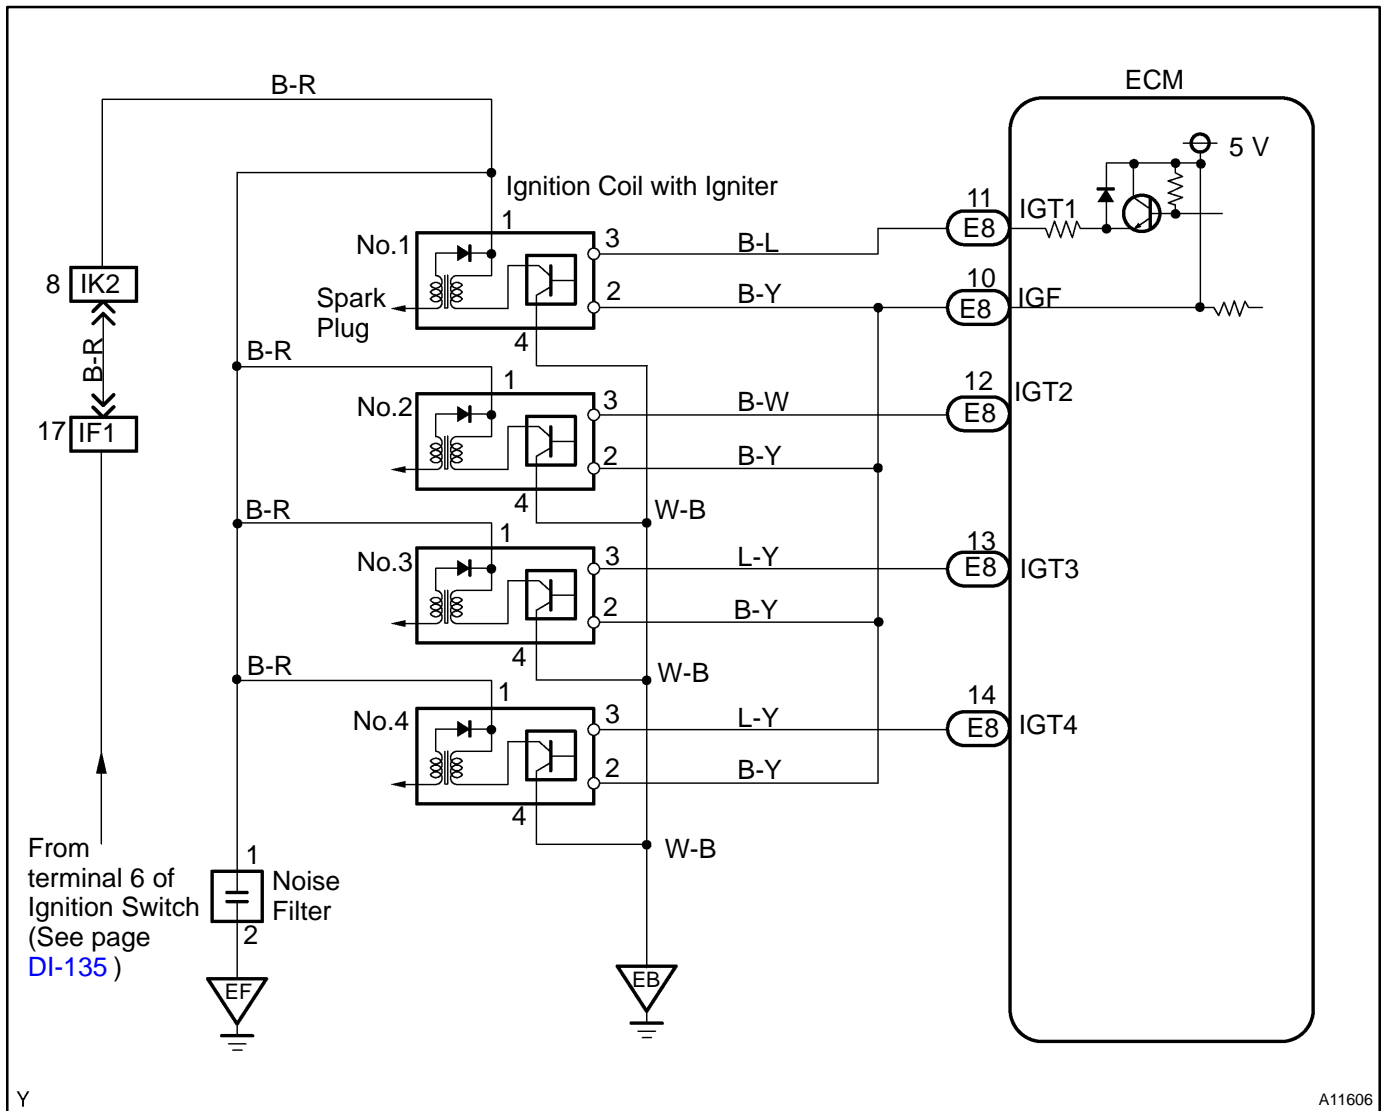 B-R
ECM
5 V
Ignition Coil with Igniter
1
No.1
3
B-L
11
E8
IGT1
8
IK2
Spark
Plug
2
B-Y
10
E8
IGF
4
B-R
B-R
1
No.2
3
B-W
12
E8
IGT2
17
IF1
2
B-Y
4
W-B
B-R
1
No.3
3
L-Y
13
E8
IGT3
2
B-Y
4
W-B
B-R
1
No.4
3
L-Y
14
E8
IGT4
2
B-Y
4
W-B
From
terminal 6 of
Ignition Switch
(See page
DI-135 )
1
Noise
Filter
2
EF
EB
Y
A11606